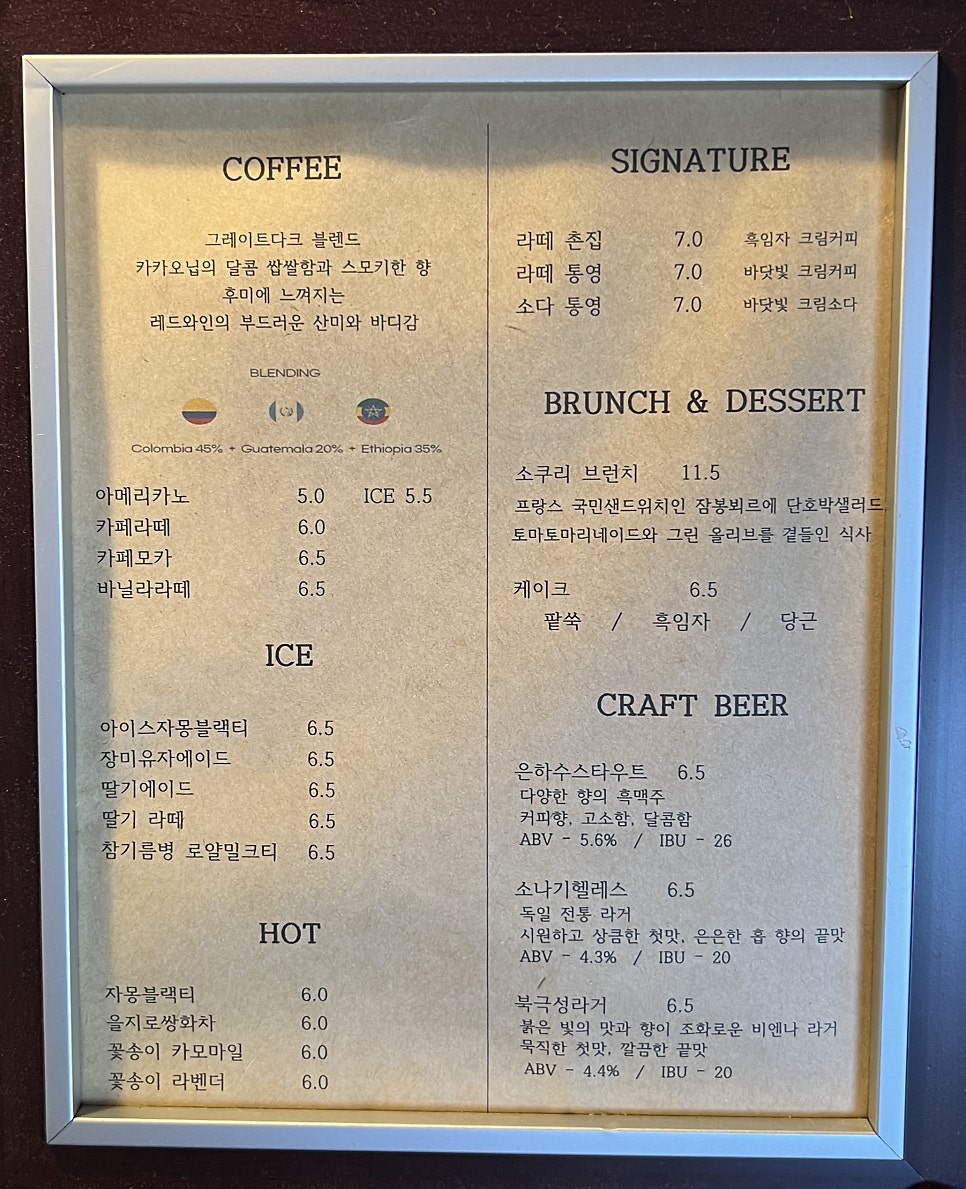 COFFEE
그레이트다크 블렌드
카카오닙의 달콤 쌉쌀함과 스모키한 향
후미에 느껴지는
레드와인의 부드러운 산미와 바디감
BLENDING
Colombia 45% + Guatemala 20% + Ethiopia 35%
아메리카노 5.0 ICE 5.5
카페라떼 6.0
카페모카 6.5
바닐라라떼 6.5
ICE
아이스자몽블랙티 6.5
장미유자에이드 6.5
딸기에이드 6.5
딸기 라떼 6.5
참기름병 로얄밀크티 6.5
HOT
자몽블랙티 6.0
을지로쌍화차 6.0
꽃송이 카모마일 6.0
꽃송이 라벤더 6.0
SIGNATURE
라떼 촌집 7.0 흑임자 크림커피
라떼 통영 7.0 바닷빛 크림커피
소다 통영 7.0 바닷빛 크림소다
BRUNCH & DESSERT
소쿠리 브런치 11.5
프랑스 국민샌드위치인 잠봉뵈르에 단호박샐러드,
토마토마리네이드와 그린 올리브를 곁들인 식사
케이크 6.5
팥쑥 / 흑임자 / 당근
CRAFT BEER
은하수스타우트 6.5
다양한 향의 흑맥주
커피향, 고소함, 달콤함
ABV - 5.6% / IBU - 26
소나기헬레스 6.5
독일 전통 라거
시원하고 상큼한 첫맛, 은은한 홉 향의 끝맛
ABV - 4.3% / IBU - 20
북극성라거 6.5
붉은 빛의 맛과 향이 조화로운 비엔나 라거
묵직한 첫맛, 깔끔한 끝맛
ABV - 4.4% / IBU - 20